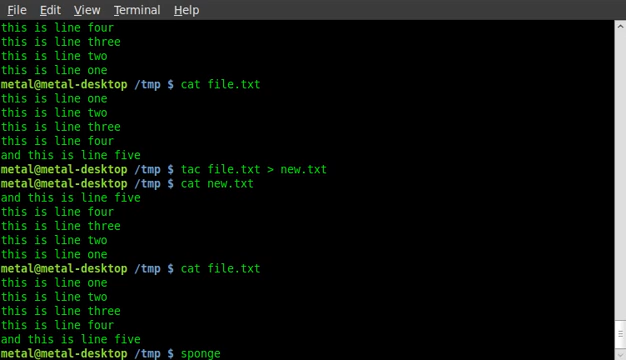 File Edit View Terminal Help
this is line four
this is line three
this is line two
this is line one
metal@metal-desktop /tmp $ cat file.txt
this is line one
this is line two
this is line three
this is line four
and this is line five
metal@metal-desktop /tmp $ tac file.txt > new.txt
metal@metal-desktop /tmp $ cat new.txt
and this is line five
this is line four
this is line three
this is line two
this is line one
metal@metal-desktop /tmp $ cat file.txt
this is line one
this is line two
this is line three
this is line four
and this is line five
metal@metal-desktop /tmp $ sponge